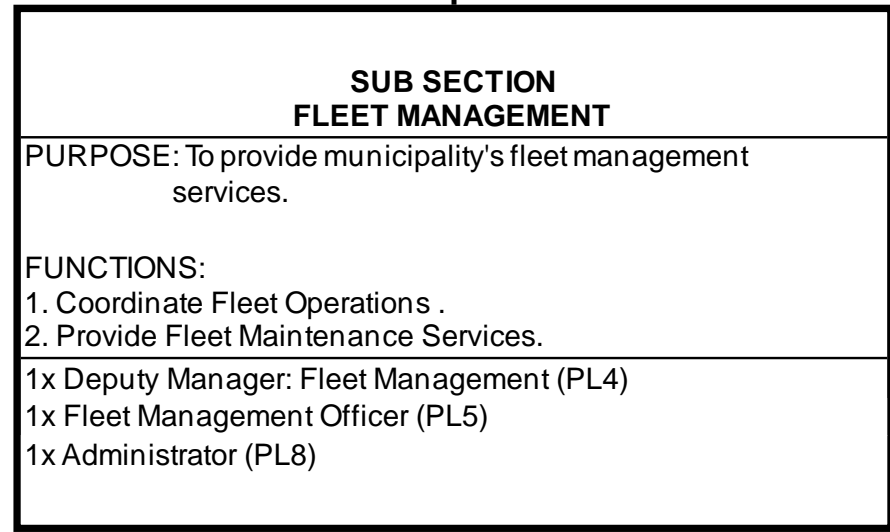 SUB SECTION
FLEET MANAGEMENT
PURPOSE: To provide municipality's fleet management
services.
FUNCTIONS:
1. Coordinate Fleet Operations .
2. Provide Fleet Maintenance Services.
1x Deputy Manager: Fleet Management (PL4)
1x Fleet Management Officer (PL5)
1x Administrator (PL8)